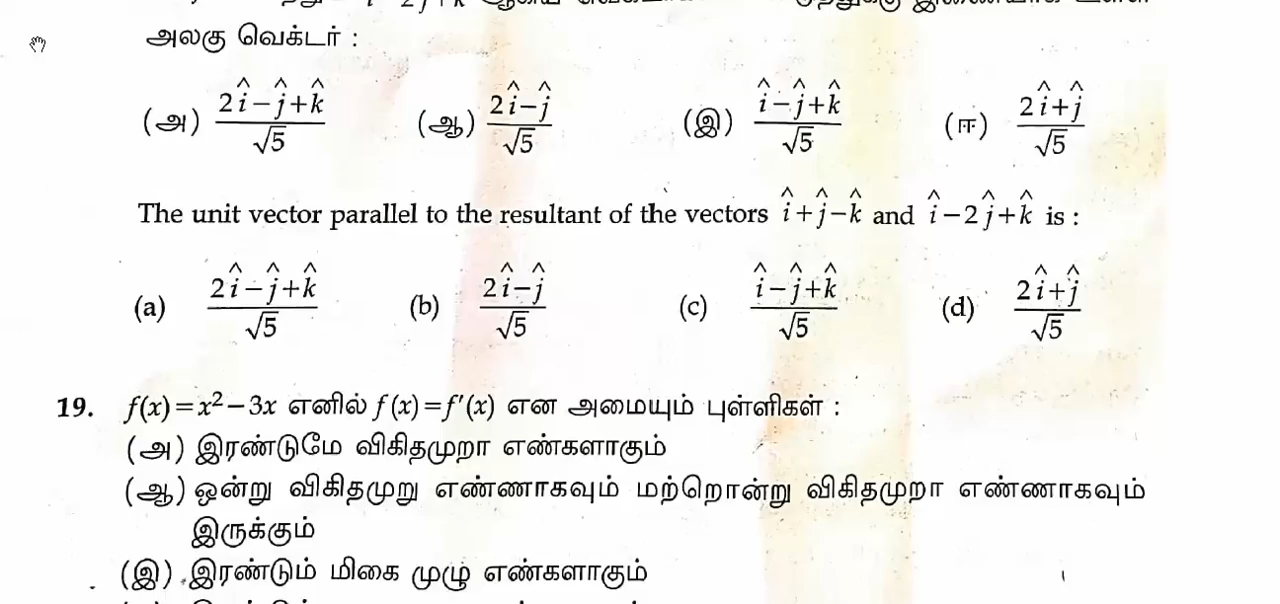 அலகு வெக்டர் :
(அ) 2î−ĵ+k̂/√5 (ஆ) 2î−ĵ/√5 (இ) î−ĵ+k̂/√5 (ஈ) 2î+ĵ/√5
The unit vector parallel to the resultant of the vectors î+ĵ−k̂ and î−2ĵ+k̂ is :
(a) 2î−ĵ+k̂/√5 (b) 2î−ĵ/√5 (c) î−ĵ+k̂/√5 (d) 2î+ĵ/√5
19. f(x)=x²−3x எனில் f(x)=f′(x) என அமையும் புள்ளிகள் :
(அ) இரண்டுமே விகிதமுறா எண்களாகும்
(ஆ) ஒன்று விகிதமுறு எண்ணாகவும் மற்றொன்று விகிதமுறா எண்ணாகவும்
இருக்கும்
(இ) இரண்டும் மிகை முழு எண்களாகும்